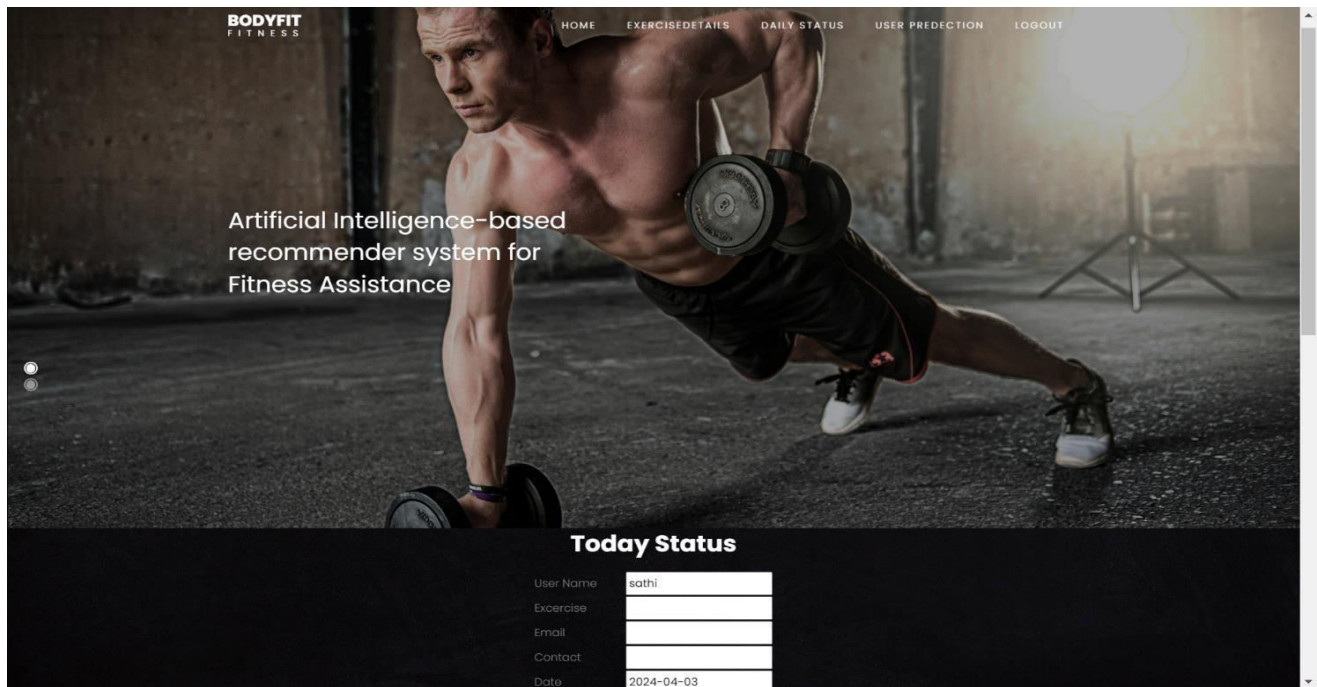 BODYFIT
FITNESS
HOME EXERCISEDETAILS DAILY STATUS USER PREDECTION LOGOUT
Artificial Intelligence-based
recommender system for
Fitness Assistance
Today Status
User Name sathi
Excercise
Email
Contact
Date 2024-04-03